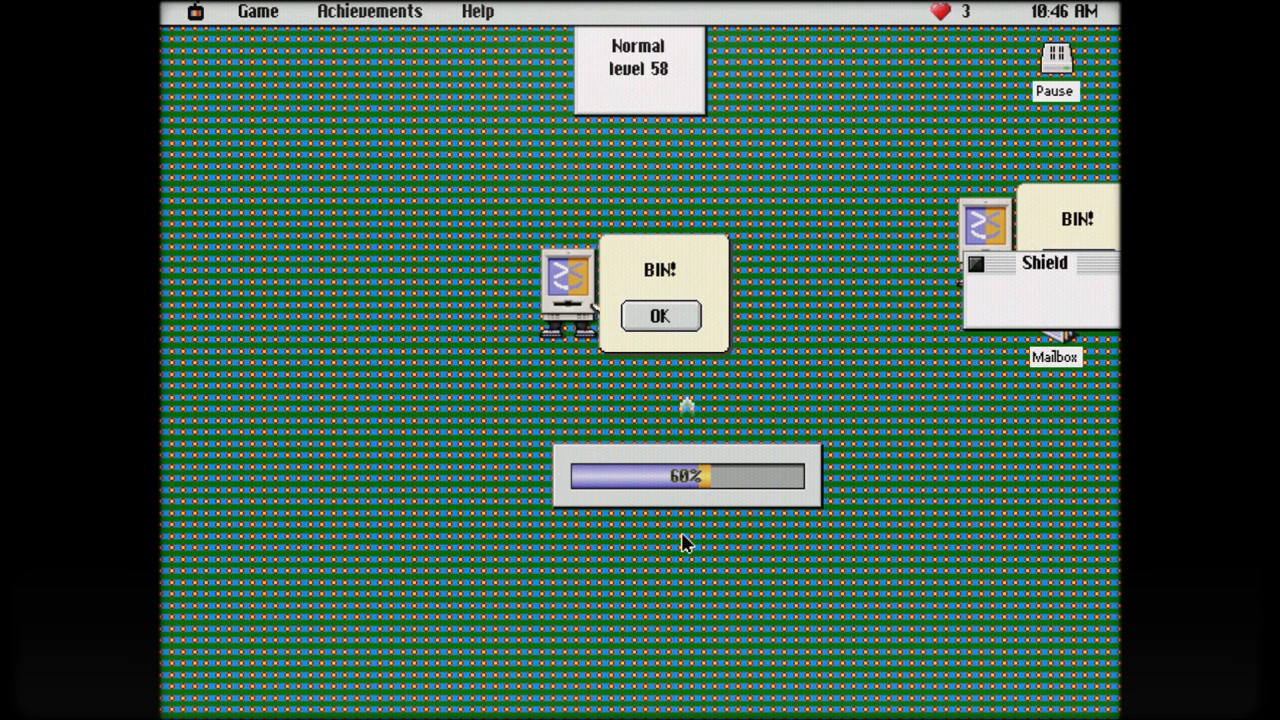 Game Achievements Help 3 10:46 AM
Normal
level 58
Pause
BIN!
Shield
BIN!
OK
Mailbox
60%